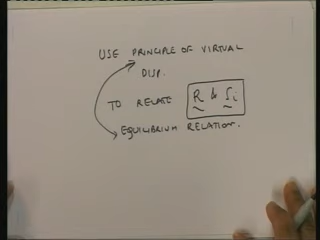 USE PRINCIPLE OF VIRTUAL
DISP.
TO RELATE R & Si
EQUILIBRIUM RELATION.